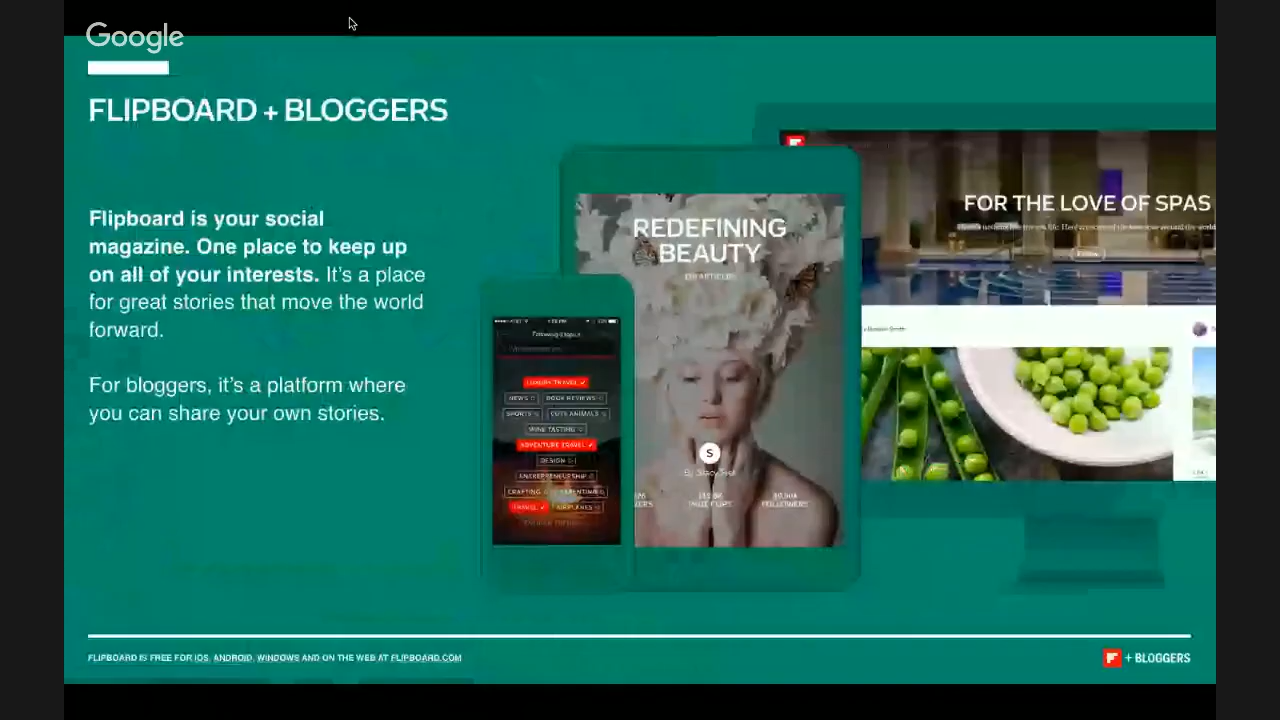 Google
FLIPBOARD + BLOGGERS
Flipboard is your social
magazine. One place to keep up
on all of your interests. It's a place
for great stories that move the world
forward.
For bloggers, it's a platform where
you can share your own stories.
REDEFINING
BEAUTY
S
FOR THE LOVE OF SPAS
LUXURY TRAVEL ✓
NEWS
BOOK REVIEWS
SPORTS
CUTE ANIMALS
WINE TASTING
ADVENTURE TRAVEL ✓
DESIGN
ENTREPRENEURSHIP
CRAFTING
PARENTING
TRAVEL ✓
AIRPLANES
FOLLOWERS
FLIPBOARD IS FREE FOR IOS, ANDROID, WINDOWS AND ON THE WEB AT FLIPBOARD.COM
+ BLOGGERS